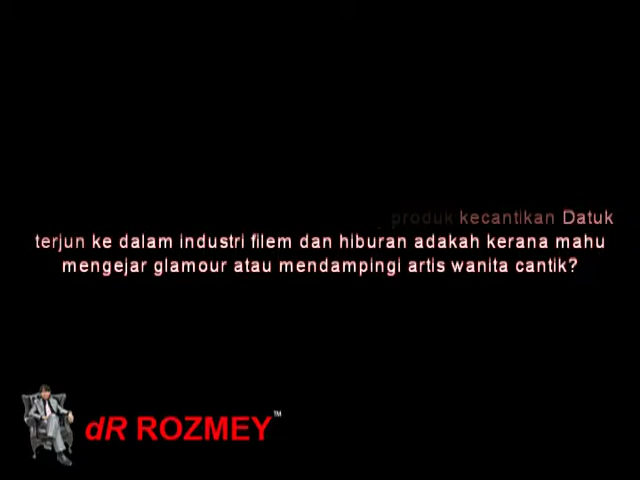 produk kecantikan Datuk
terjun ke dalam industri filem dan hiburan adakah kerana mahu
mengejar glamour atau mendampingi artis wanita cantik?
dR ROZMEY™